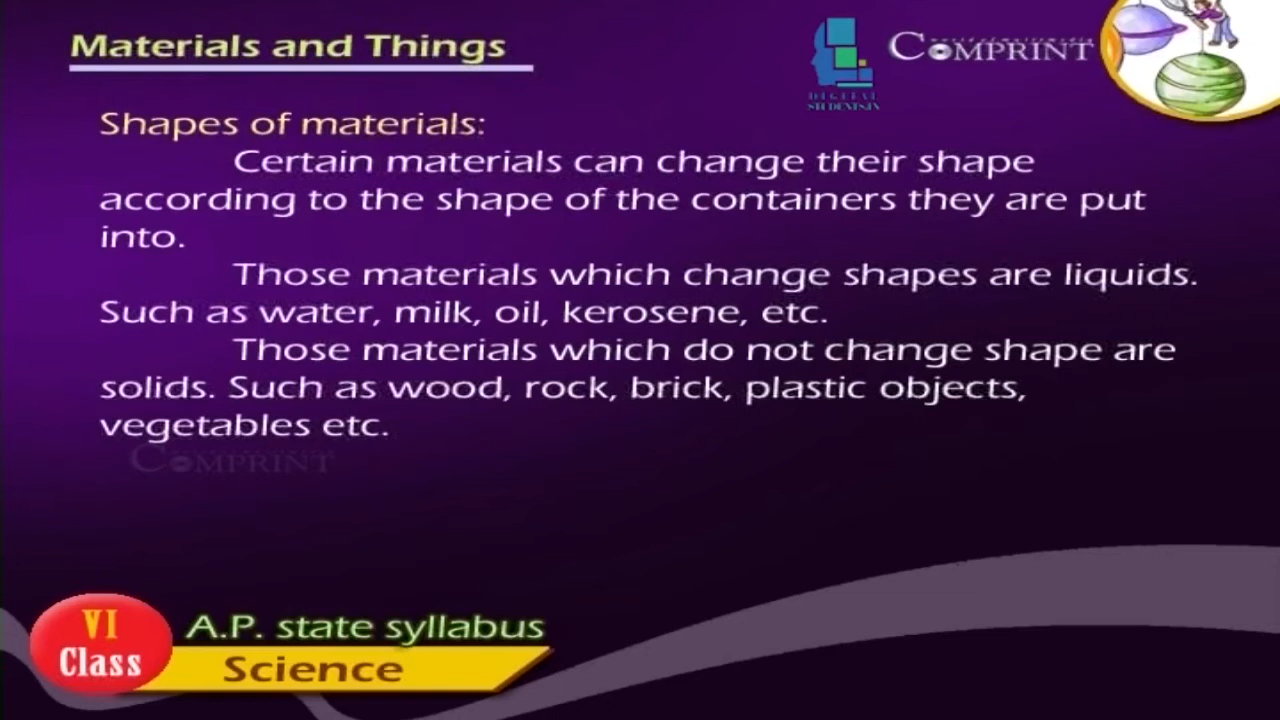 Materials and Things
DIGITAL
STUDENTS.IN
COMPRINT
Shapes of materials:
Certain materials can change their shape
according to the shape of the containers they are put
into.
Those materials which change shapes are liquids.
Such as water, milk, oil, kerosene, etc.
Those materials which do not change shape are
solids. Such as wood, rock, brick, plastic objects,
vegetables etc.
COMPRINT
VI
Class
A.P. state syllabus
Science